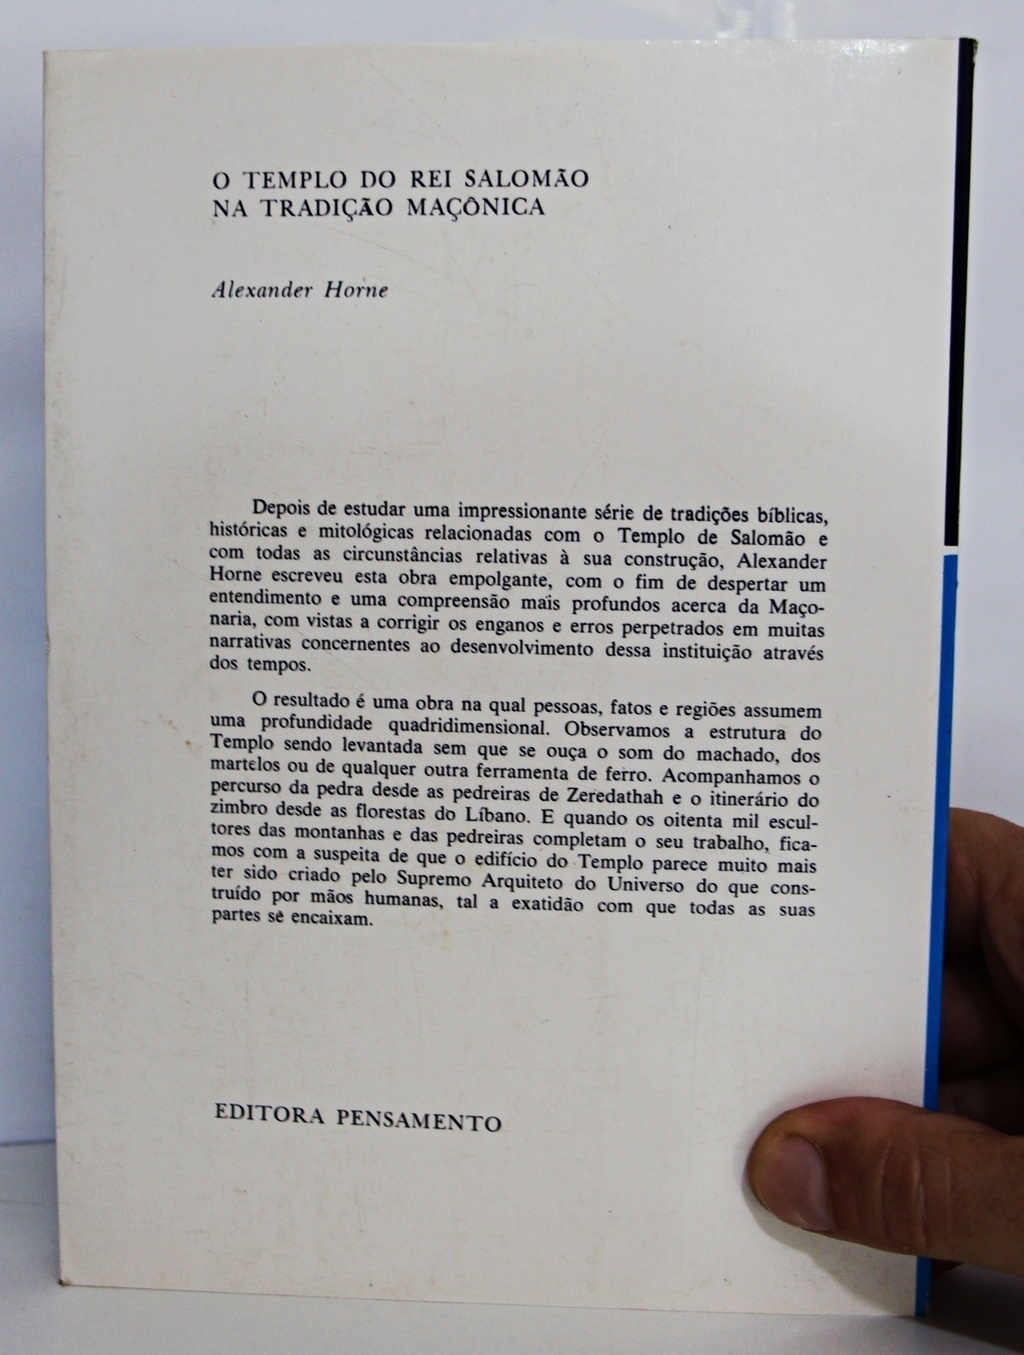 O TEMPLO DO REI SALOMÃO
NA TRADIÇÃO MAÇÔNICA
Alexander Horne
Depois de estudar uma impressionante série de tradições bíblicas,
históricas e mitológicas relacionadas com o Templo de Salomão e
com todas as circunstâncias relativas à sua construção, Alexander
Horne escreveu esta obra empolgante, com o fim de despertar um
entendimento e uma compreensão mais profundos acerca da Maço-
naria, com vistas a corrigir os enganos e erros perpetrados em muitas
narrativas concernentes ao desenvolvimento dessa instituição através
dos tempos.
O resultado é uma obra na qual pessoas, fatos e regiões assumem
uma profundidade quadridimensional. Observamos a estrutura do
Templo sendo levantada sem que se ouça o som do machado, dos
martelos ou de qualquer outra ferramenta de ferro. Acompanhamos o
percurso da pedra desde as pedreiras de Zeredathah e o itinerário do
zimbro desde as florestas do Líbano. E quando os oitenta mil escul-
tores das montanhas e das pedreiras completam o seu trabalho, fica-
mos com a suspeita de que o edifício do Templo parece muito mais
ter sido criado pelo Supremo Arquiteto do Universo do que cons-
truído por mãos humanas, tal a exatidão com que todas as suas
partes se encaixam.
EDITORA PENSAMENTO